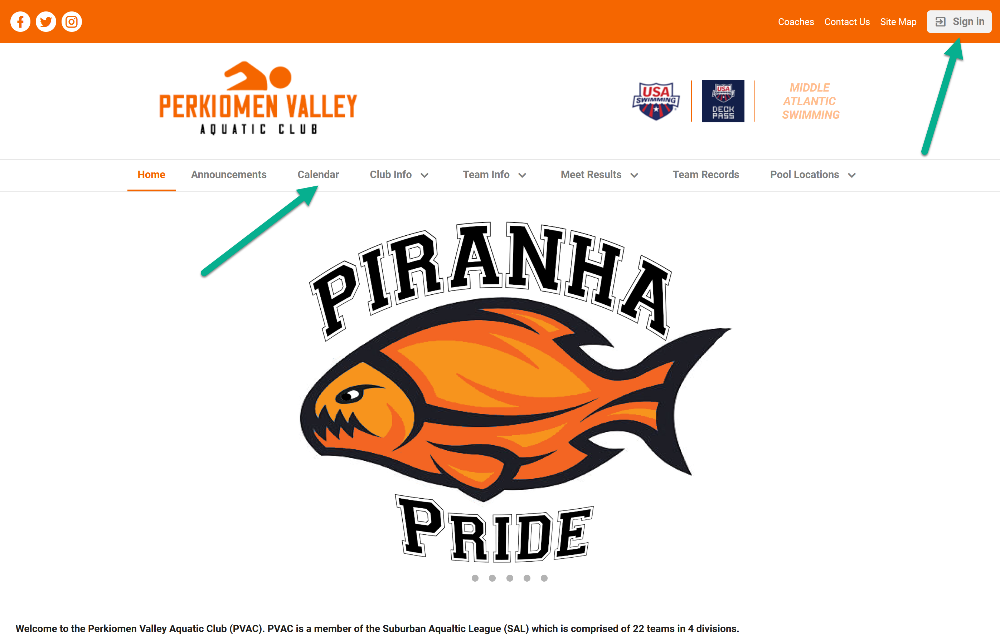 Coaches Contact Us Site Map Sign in
PERKIOMEN VALLEY
AQUATIC CLUB
USA
SWIMMING
USA
SWIMMING
DECK
PASS
MIDDLE
ATLANTIC
SWIMMING
Home Announcements Calendar Club Info Team Info Meet Results Team Records Pool Locations
PIRANHA
PRIDE
Welcome to the Perkiomen Valley Aquatic Club (PVAC). PVAC is a member of the Suburban Aqualtic League (SAL) which is comprised of 22 teams in 4 divisions.